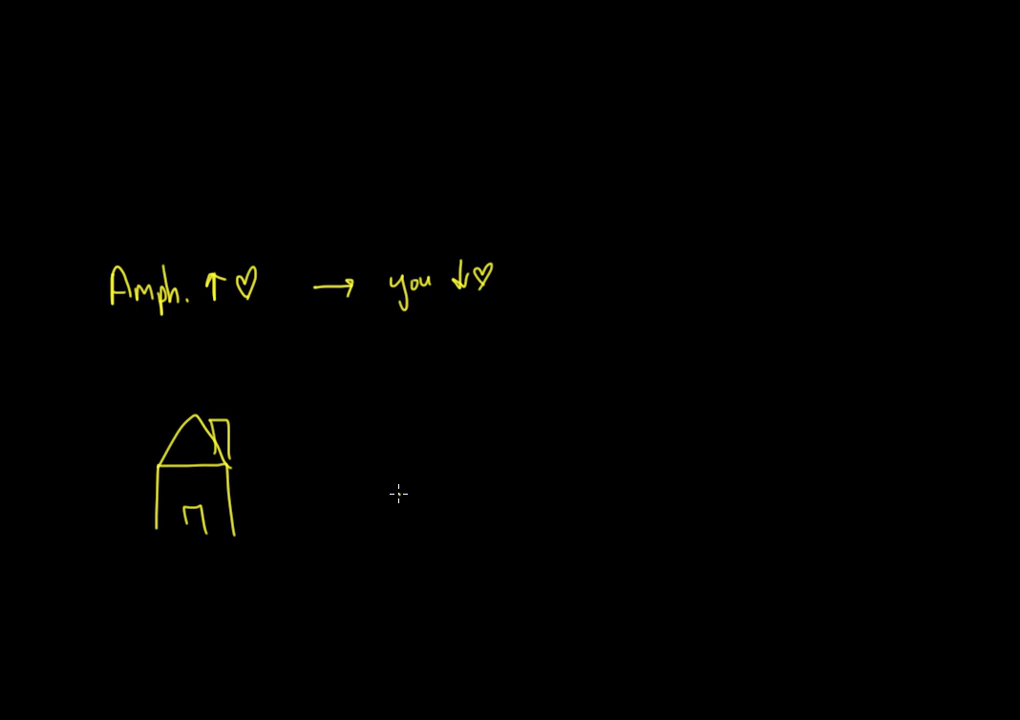 Amph. ↑ ♡ → you ↓ ♡